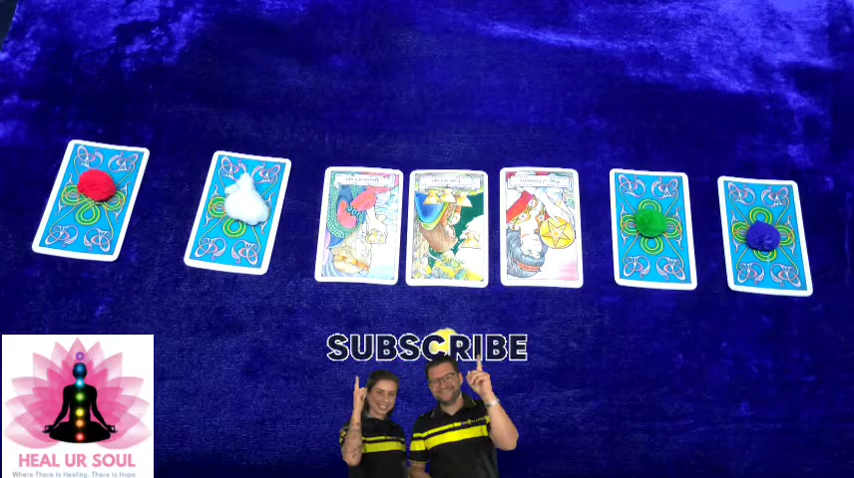 SUBSCRIBE
HEAL UR SOUL
Where There is Healing, There is Hope